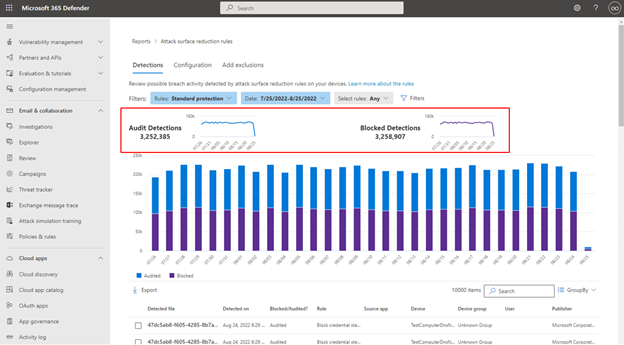 Microsoft 365 Defender
Search
Vulnerability management
Partners and APIs
Evaluation & tutorials
Configuration management
Email & collaboration
Investigations
Explorer
Review
Campaigns
Threat tracker
Exchange message trace
Attack simulation training
Policies & rules
Cloud apps
Cloud discovery
Cloud app catalog
OAuth apps
App governance
Activity log
Reports > Attack surface reduction rules
Detections Configuration Add exclusions
Review possible breach activity detected by attack surface reduction rules on your devices. Learn more about the rules
Filters: Rules: Standard protection Date: 7/25/2022-8/25/2022 Select rules: Any Filters
Audit Detections
3,252,385
160k
0
Blocked Detections
3,258,907
160k
0
250k
200k
150k
100k
50k
0
Audited Blocked
Export 10000 items Search GroupBy
Detected file Detected on Blocked/Audited? Rule Source app Device Device group User Publisher
47dc5ab8-f605-4285-8b7a... Aug 24, 2022 6:29 ... Audited Block credential ste... TestComputerOnsN... Unknown Group Microsoft Corporat...
47dc5ab8-f605-4285-8b7a... Aug 24, 2022 6:29 ... Audited Block credential ste... TestComputerOnsN... Unknown Group Microsoft Corporat...